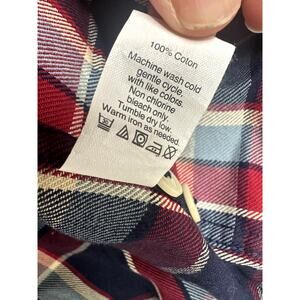 100% Coton
Machine wash cold
gentle cycle.
with like colors.
Non chlorine
bleach only.
Tumble dry low.
Warm iron as needed.